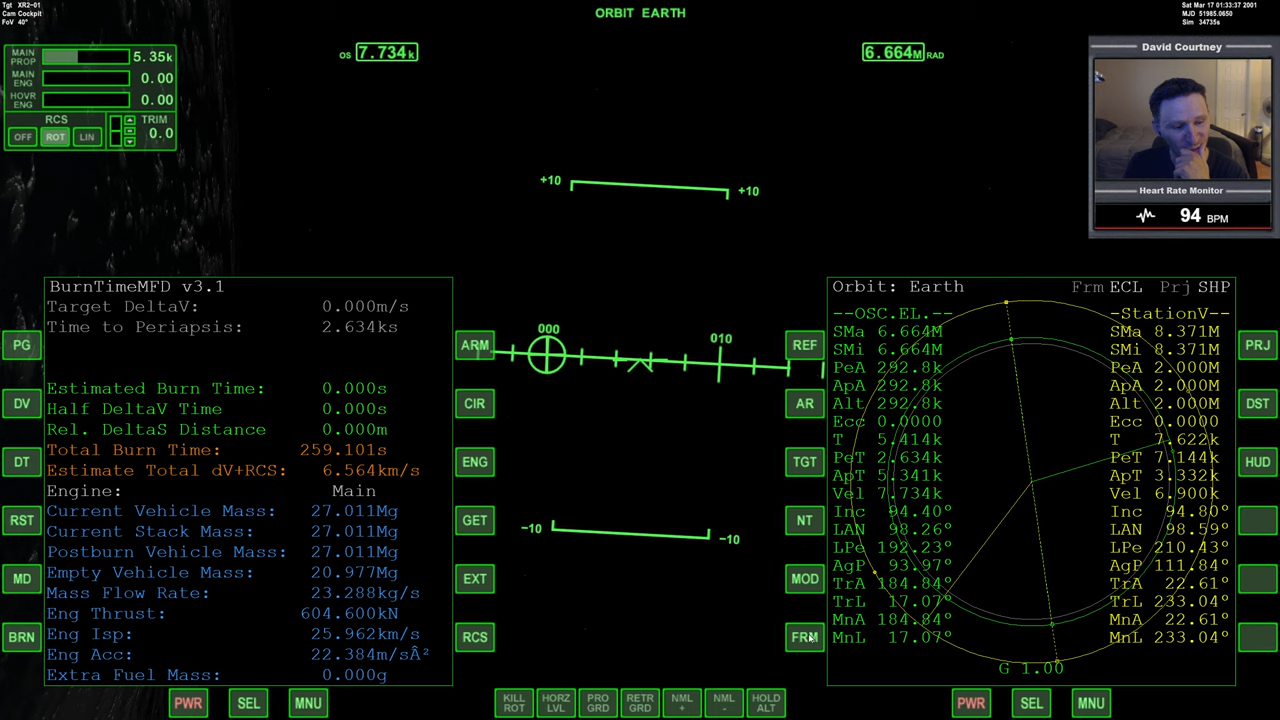 Tgt XR2-01
Cam Cockpit
FoV 40°
ORBIT EARTH
Sat Mar 17 01:33:37 2001
MJD 51985.0650
Sim 34735s
MAIN PROP 5.35k
MAIN ENG 0.00
HOVR ENG 0.00
RCS TRIM
OFF ROT LIN 0.0
OS 7.734k
6.664M RAD
David Courtney
Heart Rate Monitor
94 BPM
+10 +10
000
010
-10 -10
BurnTimeMFD v3.1
Target DeltaV: 0.000m/s
Time to Periapsis: 2.634ks
Estimated Burn Time: 0.000s
Half DeltaV Time 0.000s
Rel. DeltaS Distance 0.000m
Total Burn Time: 259.101s
Estimate Total dV+RCS: 6.564km/s
Engine: Main
Current Vehicle Mass: 27.011Mg
Current Stack Mass: 27.011Mg
Postburn Vehicle Mass: 27.011Mg
Empty Vehicle Mass: 20.977Mg
Mass Flow Rate: 23.288kg/s
Eng Thrust: 604.600kN
Eng Isp: 25.962km/s
Eng Acc: 22.384m/sÂ²
Extra Fuel Mass: 0.000g
PG
DV
DT
RST
MD
BRN
ARM
CIR
ENG
GET
EXT
RCS
PWR SEL MNU
KILL ROT
HORZ LVL
PRO GRD
RETR GRD
NML +
NML -
HOLD ALT
REF
AR
TGT
NT
MOD
FRM
Orbit: Earth Frm ECL Prj SHP
--OSC.EL.-- -StationV--
SMa 6.664M SMa 8.371M
SMi 6.664M SMi 8.371M
PeA 292.8k PeA 2.000M
ApA 292.8k ApA 2.000M
Alt 292.8k Alt 2.000M
Ecc 0.0000 Ecc 0.0000
T 5.414k T 7.622k
PeT 2.634k PeT 7.144k
ApT 5.341k ApT 3.332k
Vel 7.734k Vel 6.900k
Inc 94.40° Inc 94.80°
LAN 98.26° LAN 98.59°
LPe 192.23° LPe 210.43°
AgP 93.97° AgP 111.84°
TrA 184.84° TrA 22.61°
TrL 17.07° TrL 233.04°
MnA 184.84° MnA 22.61°
MnL 17.07° MnL 233.04°
G 1.00
PRJ
DST
HUD
PWR SEL MNU